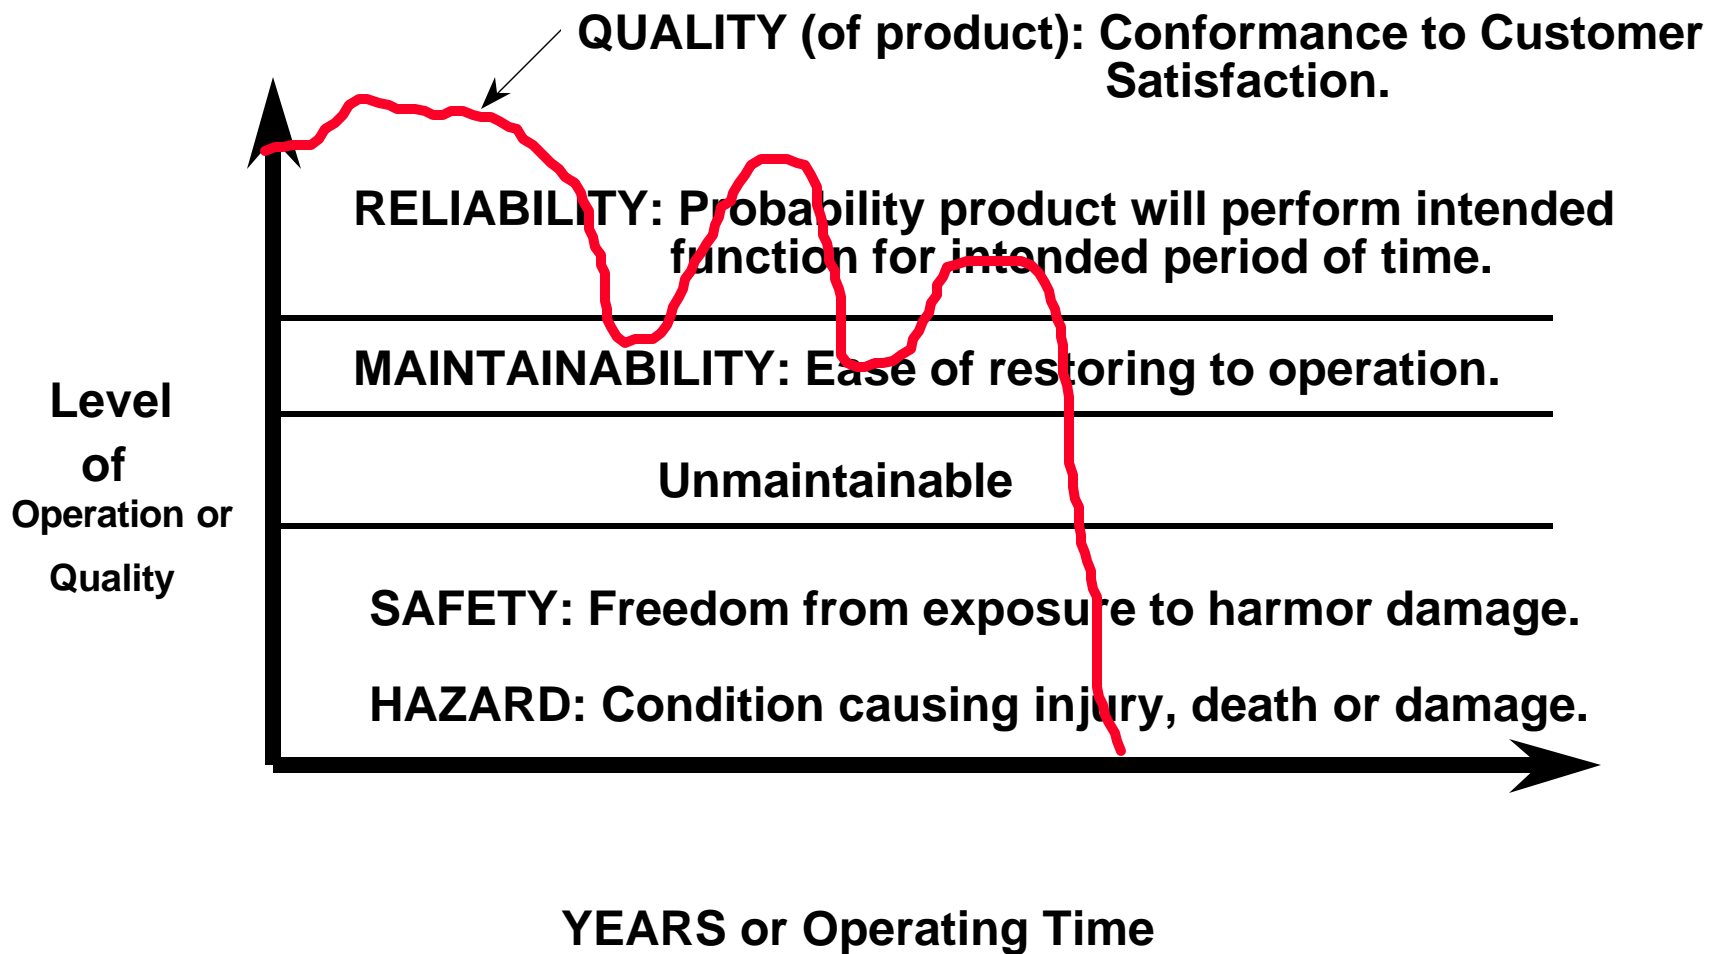 QUALITY (of product): Conformance to Customer
Satisfaction.
RELIABILITY: Probability product will perform intended
function for intended period of time.
MAINTAINABILITY: Ease of restoring to operation.
Level
of
Operation or
Quality
Unmaintainable
SAFETY: Freedom from exposure to harmor damage.
HAZARD: Condition causing injury, death or damage.
YEARS or Operating Time